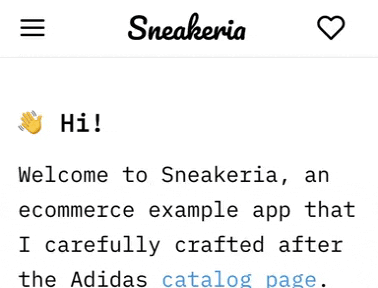 Sneakeria
👋 Hi!
Welcome to Sneakeria, an
ecommerce example app that
I carefully crafted after
the Adidas catalog page.